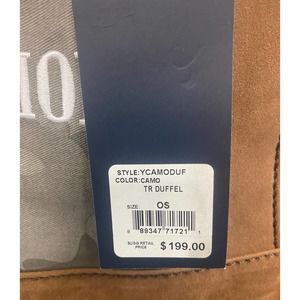 STYLE:YCAMODUF
COLOR:CAMO
TR DUFFEL
SIZE: OS
8 89347 71721 1
SUGG RETAIL
PRICE $199.00